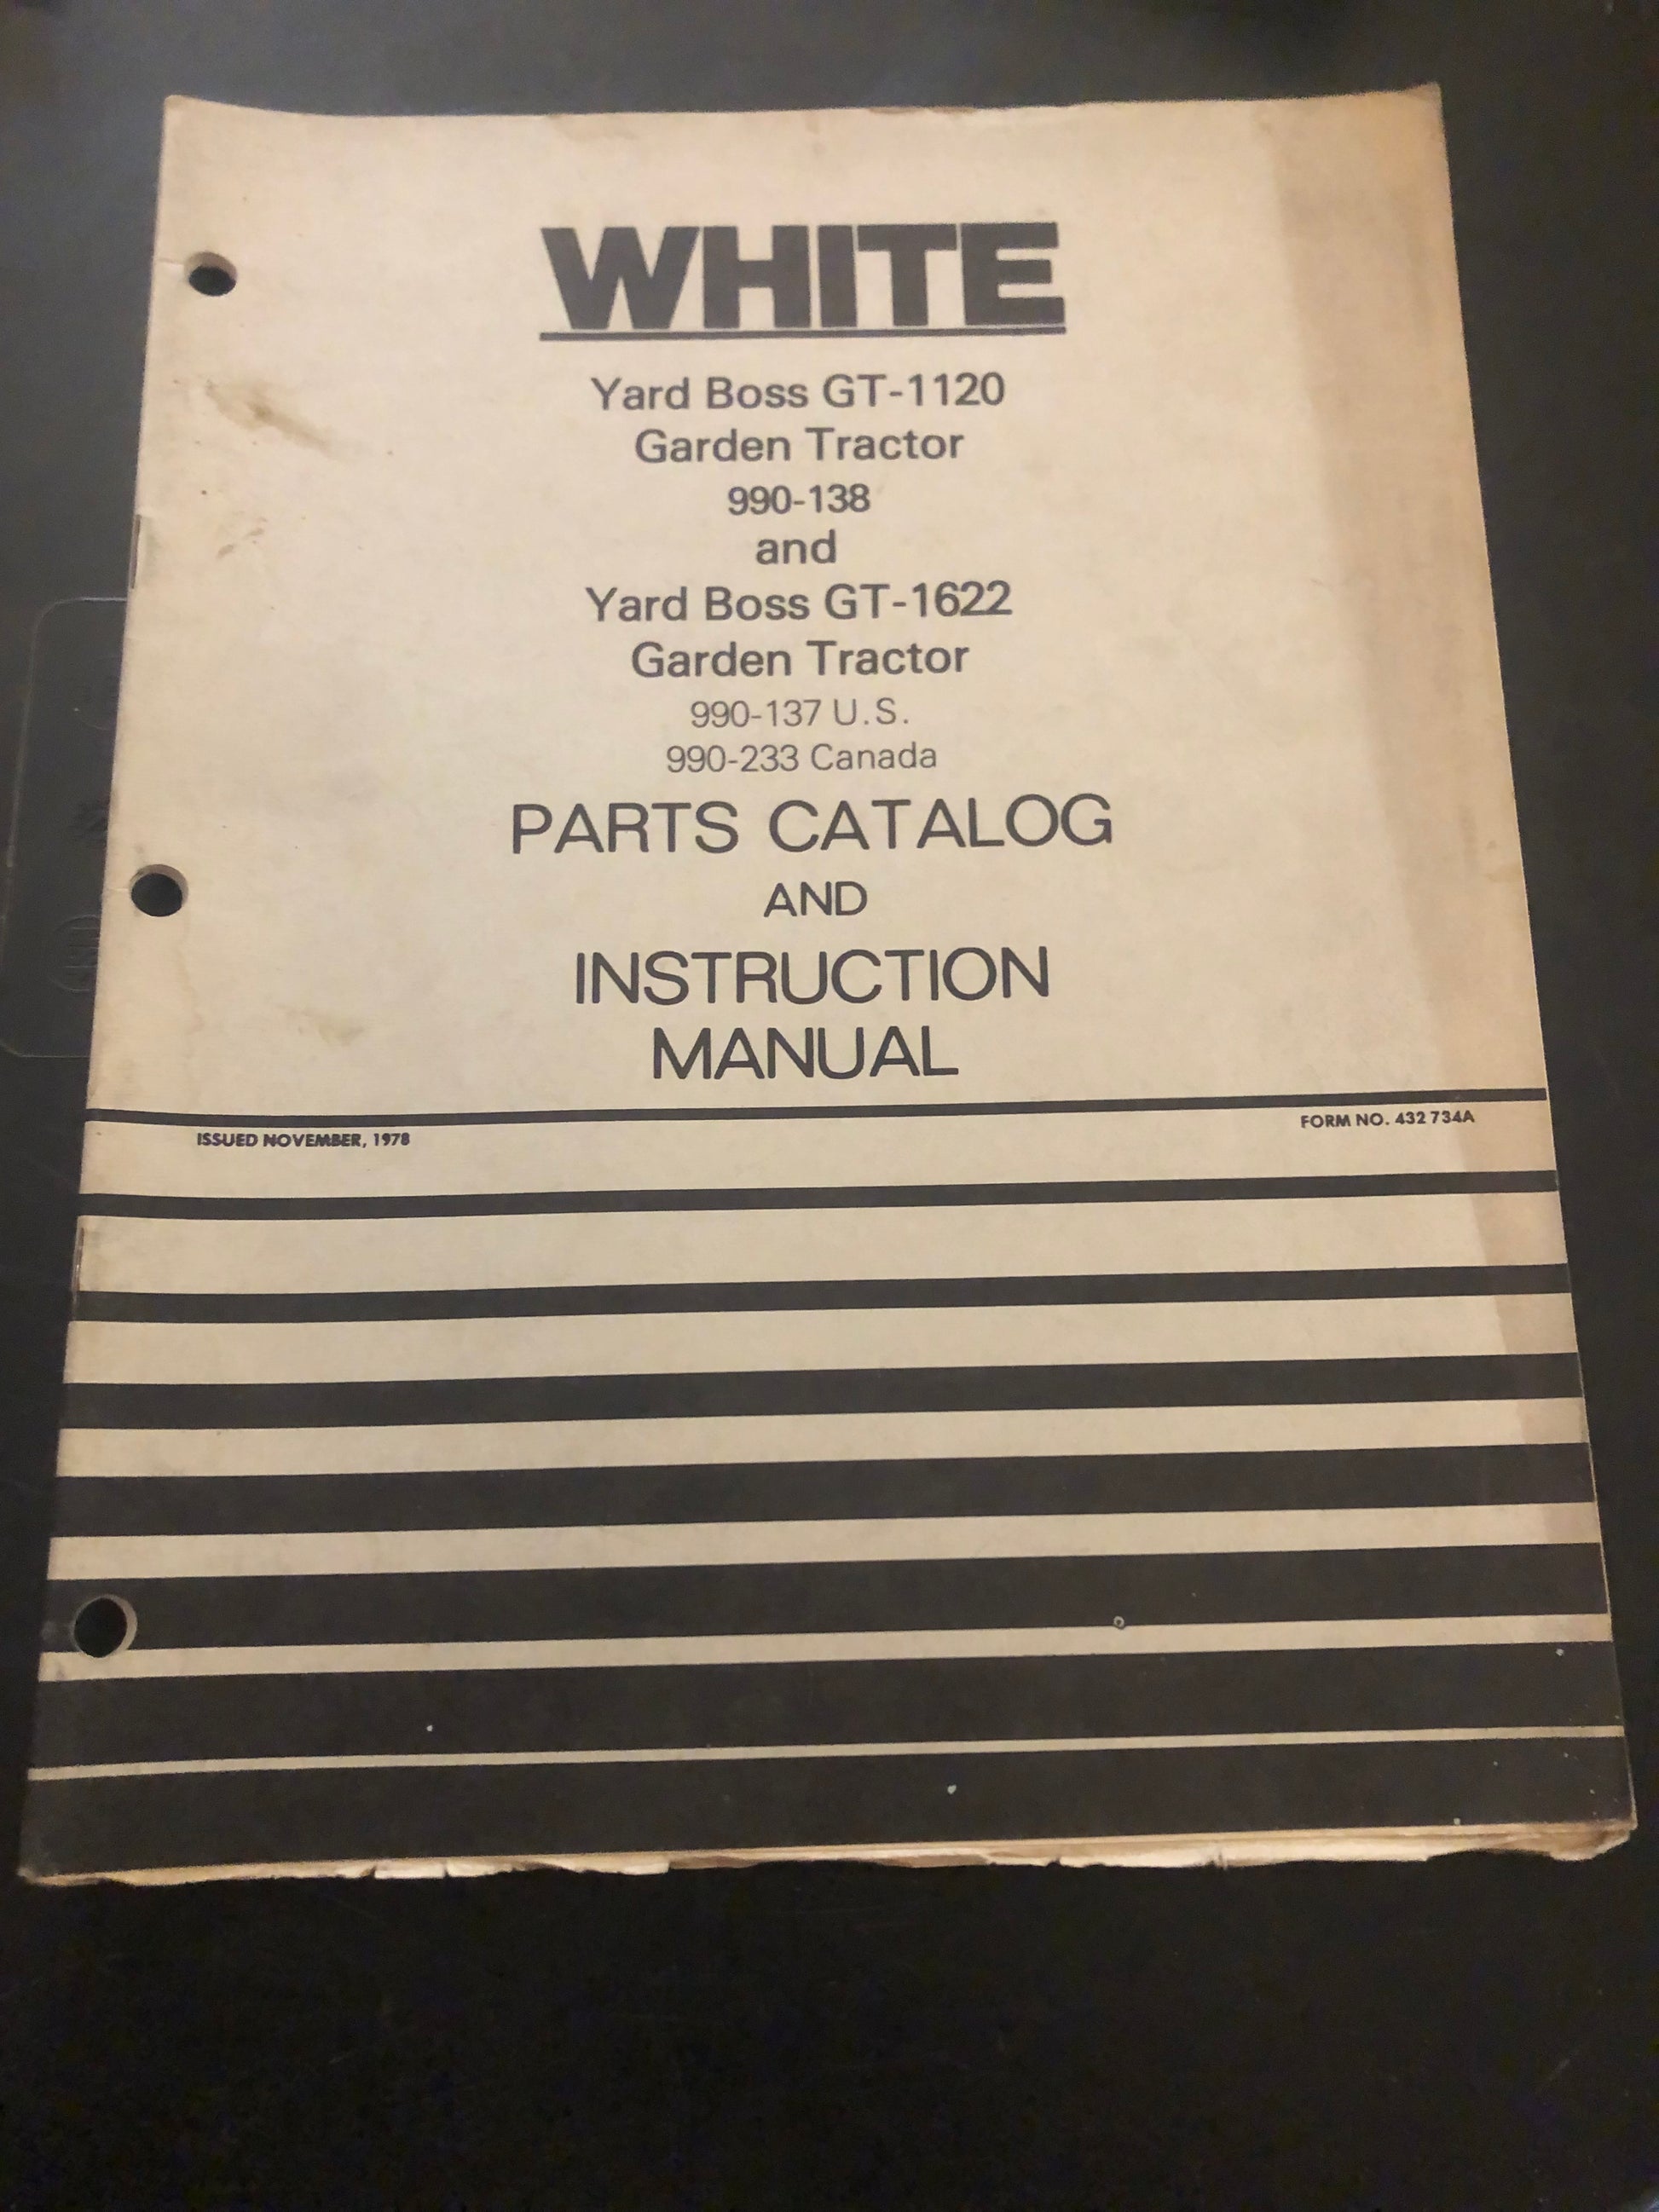 WHITE
Yard Boss GT-1120
Garden Tractor
990-138
and
Yard Boss GT-1622
Garden Tractor
990-137 U.S.
990-233 Canada
PARTS CATALOG
AND
INSTRUCTION
MANUAL
ISSUED NOVEMBER, 1978
FORM NO. 432 734A